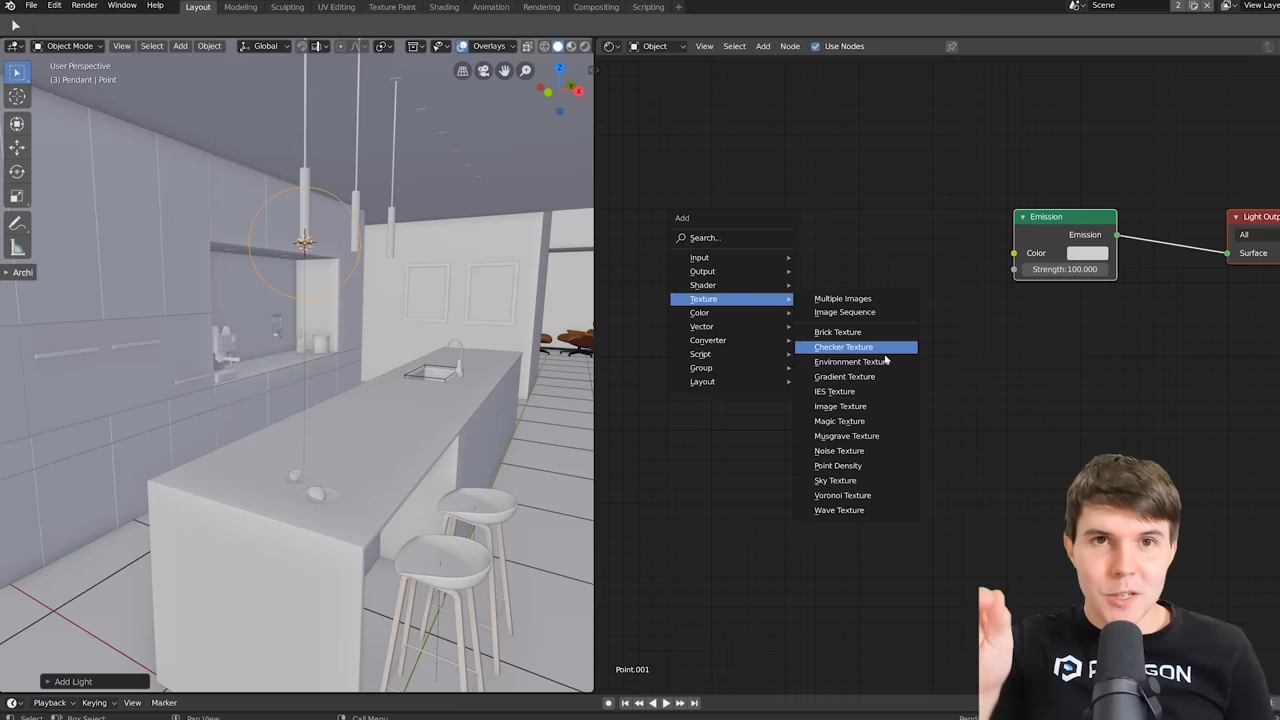 File Edit Render Window Help Layout Modeling Sculpting UV Editing Texture Paint Shading Animation Rendering Compositing Scripting + Scene 2 View Layer
Object Mode View Select Add Object Global Overlays Object View Select Add Node Use Nodes
User Perspective
(3) Pendant | Point
Z
Y
X
Archi
Add Light
Add
Search...
Input
Output
Shader
Texture
Color
Vector
Converter
Script
Group
Layout
Multiple Images
Image Sequence
Brick Texture
Checker Texture
Environment Texture
Gradient Texture
IES Texture
Image Texture
Magic Texture
Musgrave Texture
Noise Texture
Point Density
Sky Texture
Voronoi Texture
Wave Texture
Emission
Emission
Color
Strength:100.000
Light Outp
All
Surface
Point.001
Playback Keying View Marker
Select Box Select Pan View Call Menu